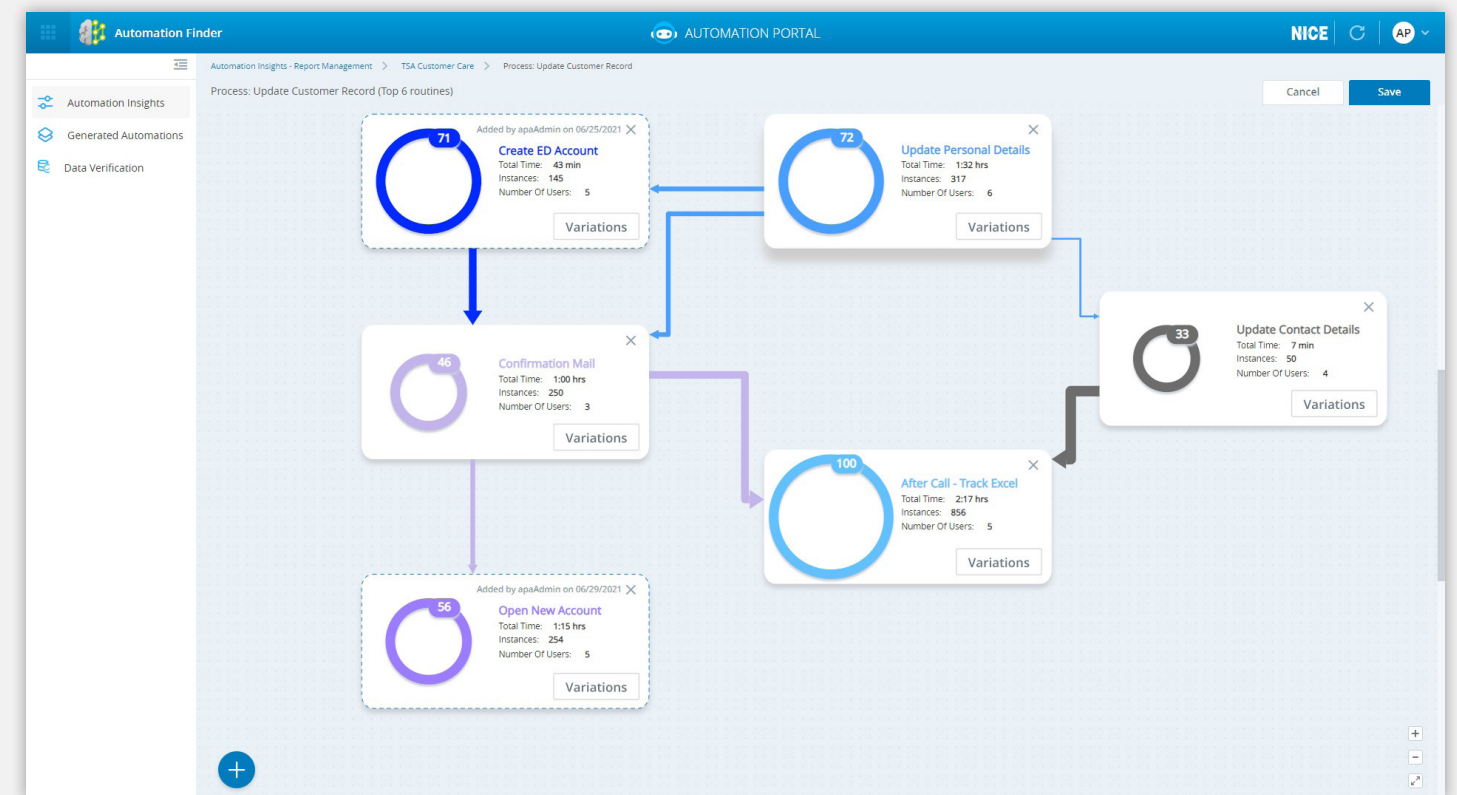 Automation Finder
AUTOMATION PORTAL
NICE
AP
Automation Insights - Report Management > TSA Customer Care > Process: Update Customer Record
Process: Update Customer Record (Top 6 routines)
Cancel
Save
Automation Insights
Generated Automations
Data Verification
Added by apaAdmin on 06/25/2021
71
Create ED Account
Total Time: 43 min
Instances: 145
Number Of Users: 5
Variations
72
Update Personal Details
Total Time: 1:32 hrs
Instances: 317
Number Of Users: 6
Variations
33
Update Contact Details
Total Time: 7 min
Instances: 50
Number Of Users: 4
Variations
46
Confirmation Mail
Total Time: 1:00 hrs
Instances: 250
Number Of Users: 3
Variations
100
After Call - Track Excel
Total Time: 2:17 hrs
Instances: 856
Number Of Users: 5
Variations
Added by apaAdmin on 06/29/2021
56
Open New Account
Total Time: 1:15 hrs
Instances: 254
Number Of Users: 5
Variations